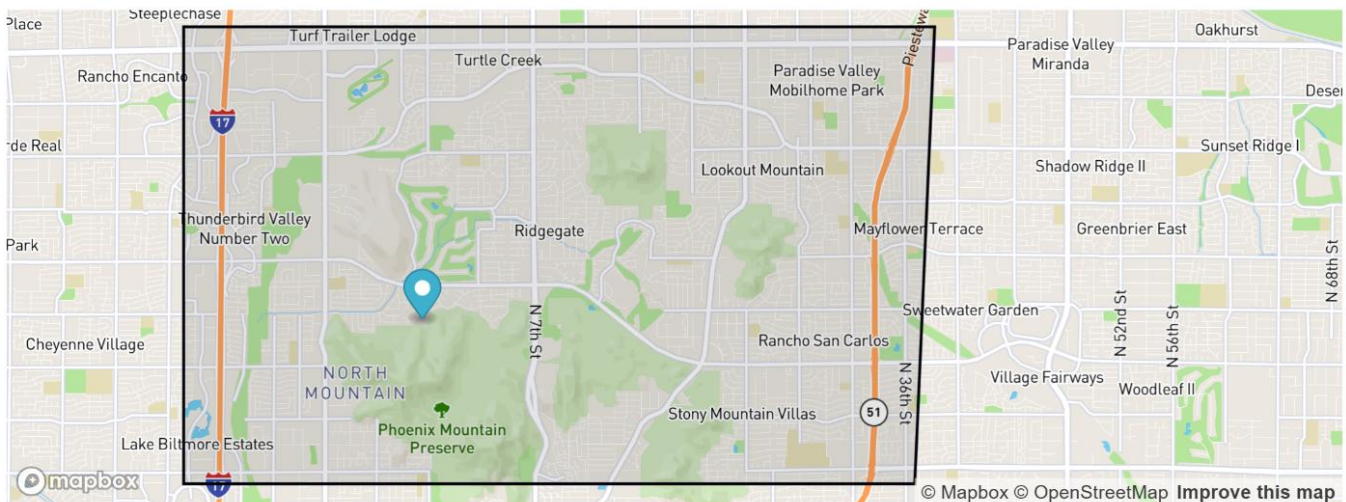 Place
Steeplechase
Oakhurst
Turf Trailer Lodge
Piestewa
Paradise Valley
Miranda
Turtle Creek
Rancho Encanto
Paradise Valley
Mobilhome Park
Deser
17
rde Real
Sunset Ridge I
Lookout Mountain
Shadow Ridge II
Thunderbird Valley
Number Two
Ridgegate
Mayflower Terrace
Greenbrier East
Park
N 68th St
Sweetwater Garden
N 7th St
N 52nd St
N 56th St
Cheyenne Village
Rancho San Carlos
NORTH
MOUNTAIN
N 36th St
Village Fairways
Woodleaf II
Stony Mountain Villas
51
Phoenix Mountain
Preserve
Lake Biltmore Estates
17
mapbox
© Mapbox © OpenStreetMap Improve this map